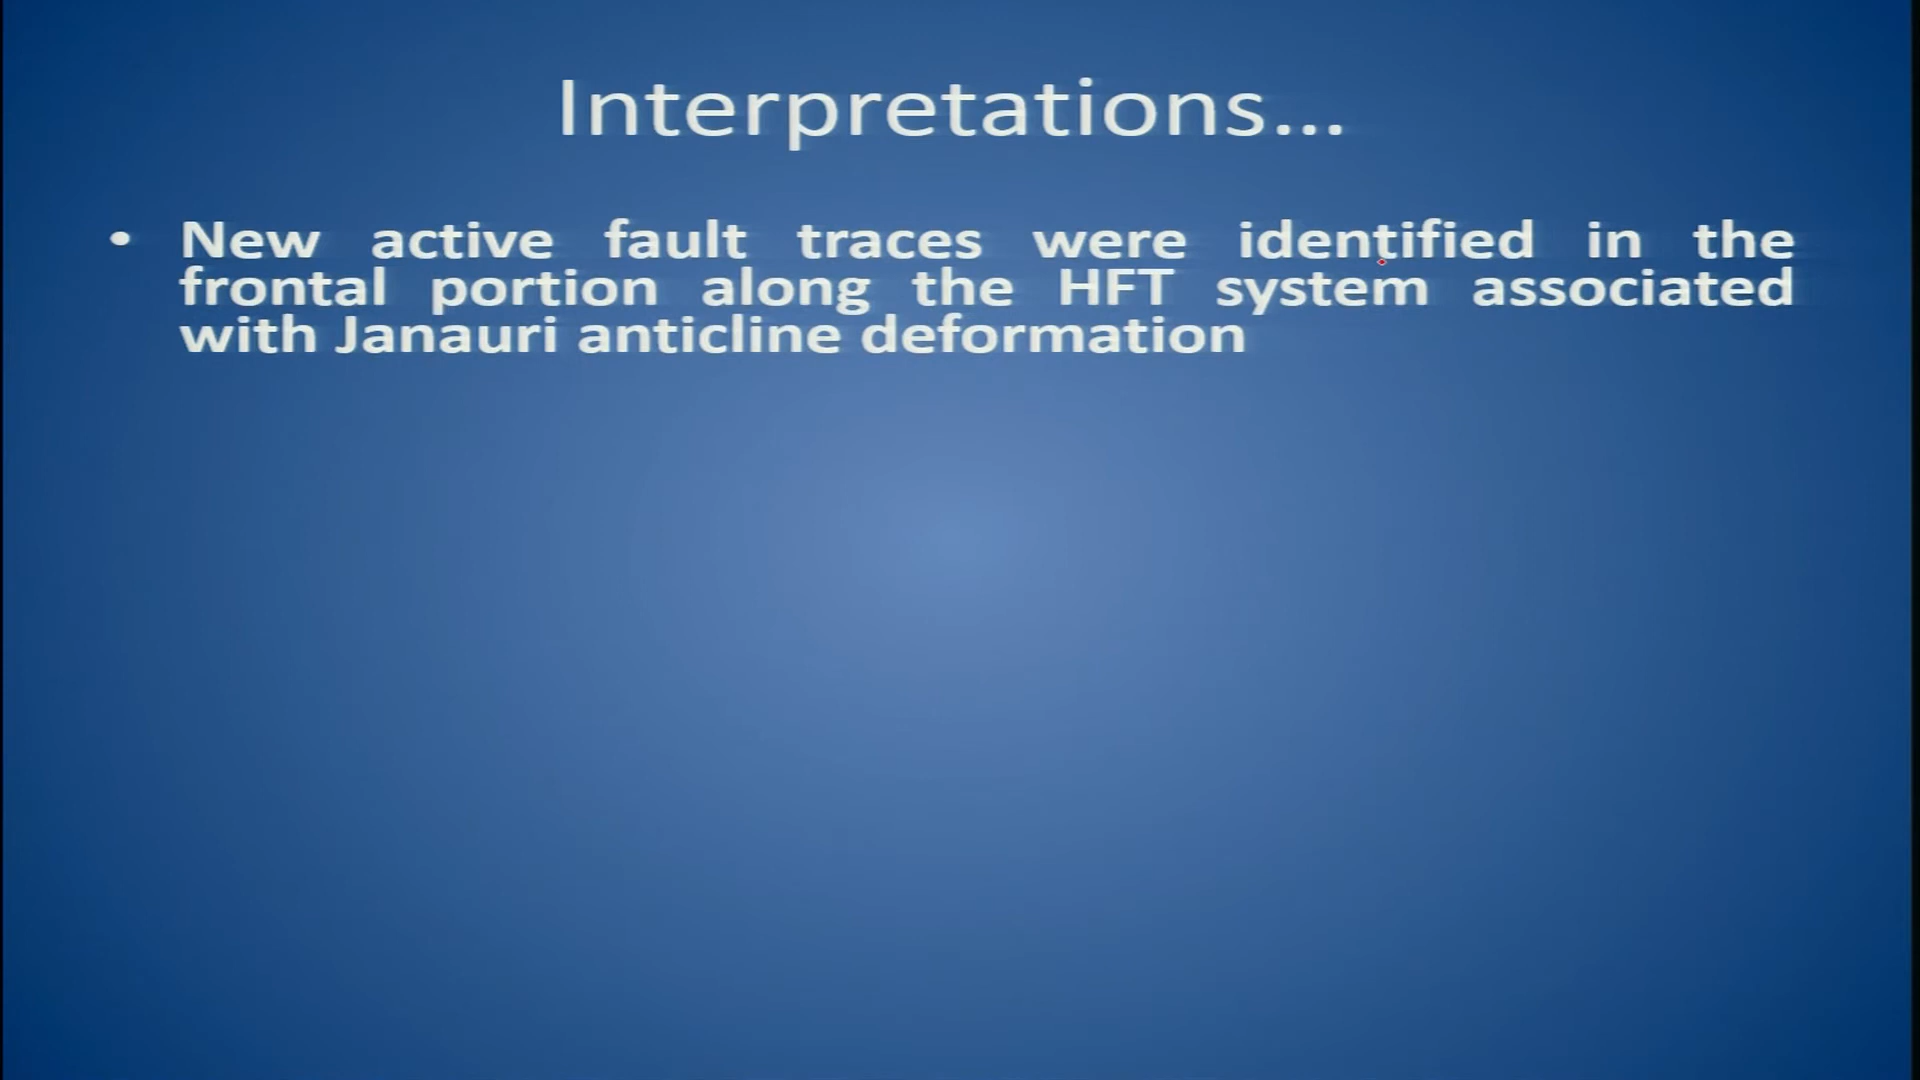 Interpretations...
• New active fault traces were identified in the
frontal portion along the HFT system associated
with Janauri anticline deformation